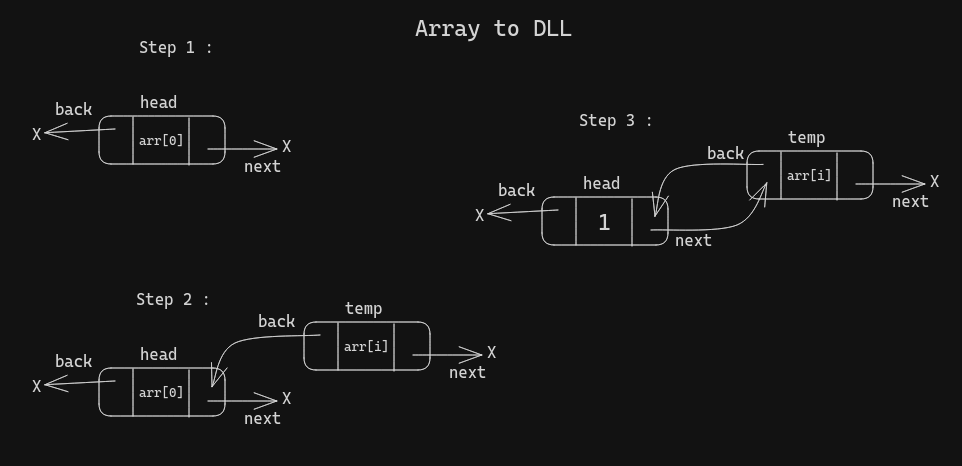 Array to DLL
Step 1 :
head
back
X
arr[0]
X
next
Step 2 :
temp
back
arr[i]
X
next
head
back
X
arr[0]
X
next
Step 3 :
temp
back
arr[i]
X
next
head
back
X
1
next